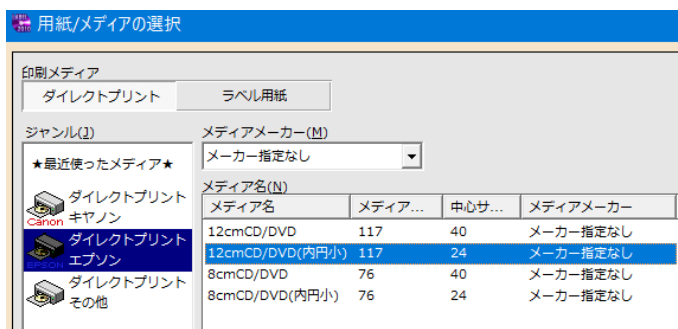 用紙/メディアの選択
印刷メディア
ダイレクトプリント ラベル用紙
ジャンル(J)
★最近使ったメディア★
Canon
ダイレクトプリント
キヤノン
EPSON
ダイレクトプリント
エプソン
ダイレクトプリント
その他
メディアメーカー(M)
メーカー指定なし
メディア名(N)
メディア名 メディア... 中心サ... メディアメーカー
12cmCD/DVD 117 40 メーカー指定なし
12cmCD/DVD(内円小) 117 24 メーカー指定なし
8cmCD/DVD 76 40 メーカー指定なし
8cmCD/DVD(内円小) 76 24 メーカー指定なし